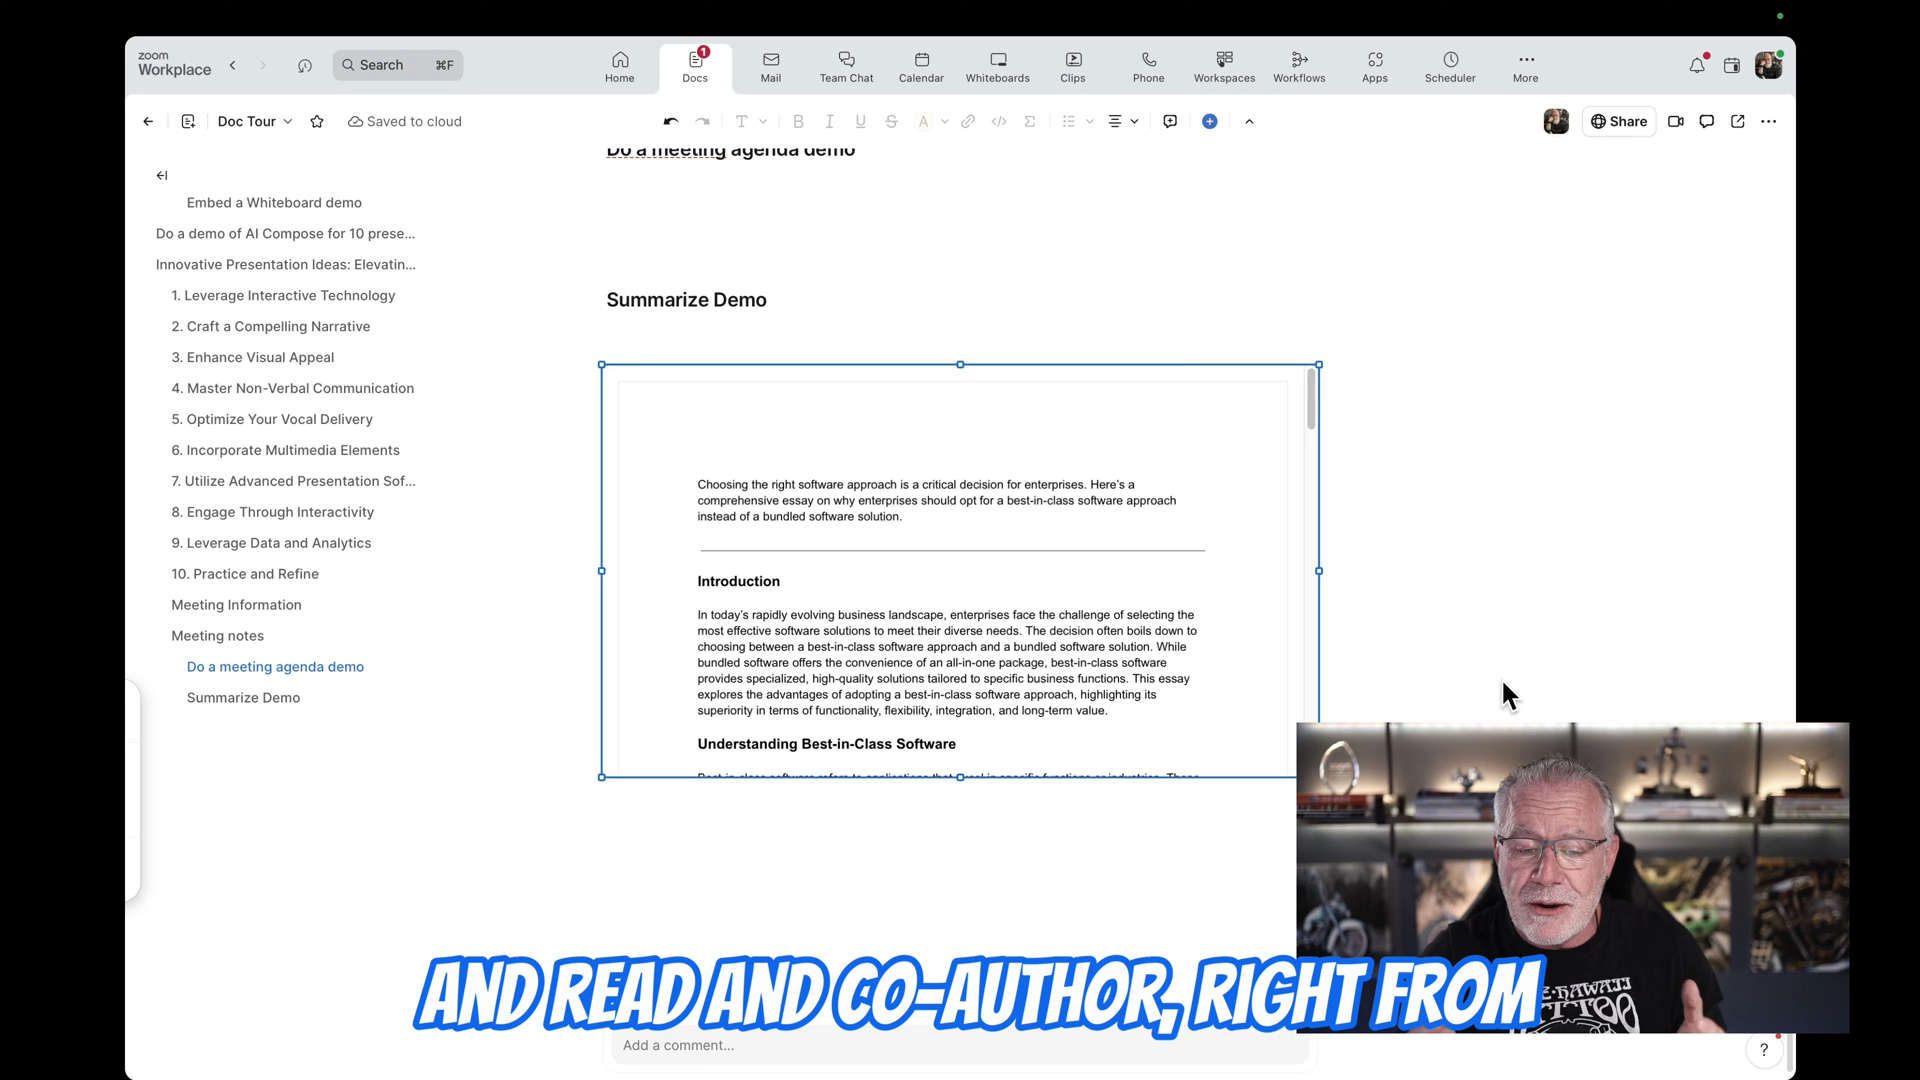 zoom
Workplace
Search ⌘F
Home
Docs
1
Mail
Team Chat
Calendar
Whiteboards
Clips
Phone
Workspaces
Workflows
Apps
Scheduler
More
Doc Tour
Saved to cloud
Share
Do a meeting agenda demo
Embed a Whiteboard demo
Do a demo of AI Compose for 10 prese...
Innovative Presentation Ideas: Elevatin...
1. Leverage Interactive Technology
2. Craft a Compelling Narrative
3. Enhance Visual Appeal
4. Master Non-Verbal Communication
5. Optimize Your Vocal Delivery
6. Incorporate Multimedia Elements
7. Utilize Advanced Presentation Sof...
8. Engage Through Interactivity
9. Leverage Data and Analytics
10. Practice and Refine
Meeting Information
Meeting notes
Do a meeting agenda demo
Summarize Demo
Summarize Demo
Choosing the right software approach is a critical decision for enterprises. Here's a
comprehensive essay on why enterprises should opt for a best-in-class software approach
instead of a bundled software solution.
Introduction
In today's rapidly evolving business landscape, enterprises face the challenge of selecting the
most effective software solutions to meet their diverse needs. The decision often boils down to
choosing between a best-in-class software approach and a bundled software solution. While
bundled software offers the convenience of an all-in-one package, best-in-class software
provides specialized, high-quality solutions tailored to specific business functions. This essay
explores the advantages of adopting a best-in-class software approach, highlighting its
superiority in terms of functionality, flexibility, integration, and long-term value.
Understanding Best-in-Class Software
AND READ AND CO-AUTHOR, RIGHT FROM
HAWAII
TATTOO
Add a comment...
?